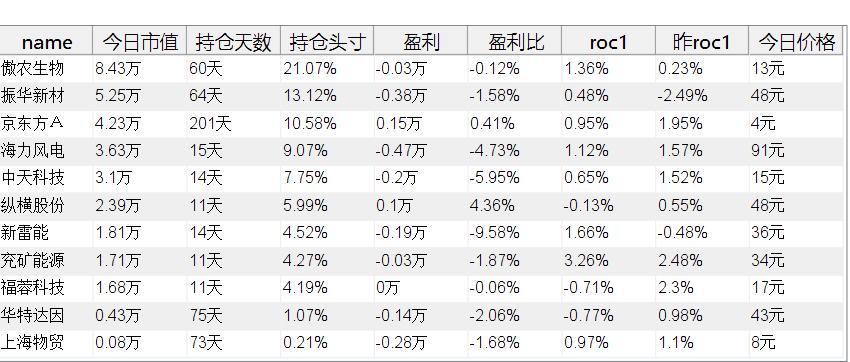 name 今日市值 持仓天数 持仓头寸 盈利 盈利比 roc1 昨roc1 今日价格
傲农生物 8.43万 60天 21.07% -0.03万 -0.12% 1.36% 0.23% 13元
振华新材 5.25万 64天 13.12% -0.38万 -1.58% 0.48% -2.49% 48元
京东方Ａ 4.23万 201天 10.58% 0.15万 0.41% 0.95% 1.95% 4元
海力风电 3.63万 15天 9.07% -0.47万 -4.73% 1.12% 1.57% 91元
中天科技 3.1万 14天 7.75% -0.2万 -5.95% 0.65% 1.52% 15元
纵横股份 2.39万 11天 5.99% 0.1万 4.36% -0.13% 0.55% 48元
新雷能 1.81万 14天 4.52% -0.19万 -9.58% 1.66% -0.48% 36元
兖矿能源 1.71万 11天 4.27% -0.03万 -1.87% 3.26% 2.48% 34元
福蓉科技 1.68万 11天 4.19% 0万 -0.06% -0.71% 2.3% 17元
华特达因 0.43万 75天 1.07% -0.14万 -2.06% -0.77% 0.98% 43元
上海物贸 0.08万 73天 0.21% -0.28万 -1.68% 0.97% 1.1% 8元